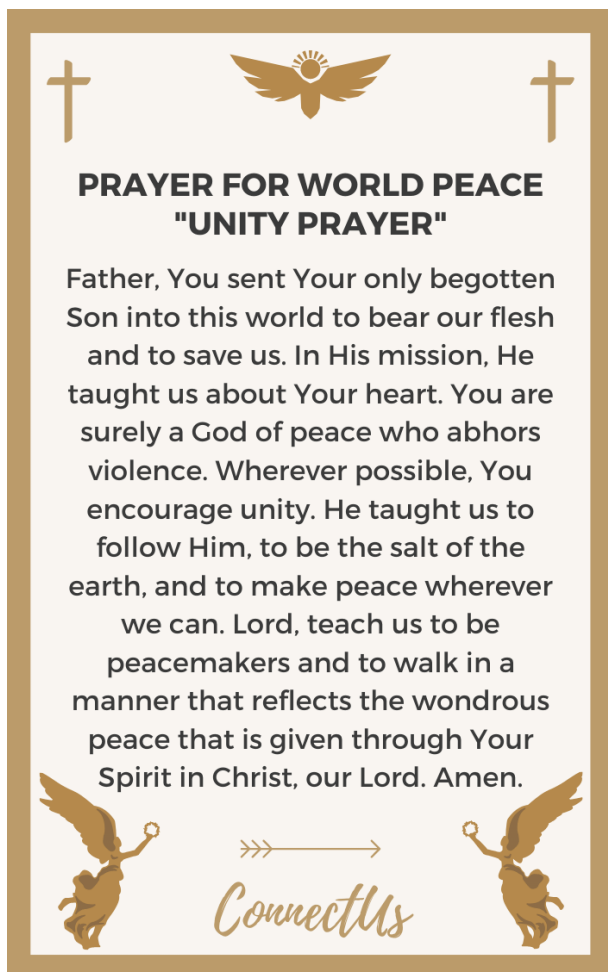 PRAYER FOR WORLD PEACE
"UNITY PRAYER"
Father, You sent Your only begotten
Son into this world to bear our flesh
and to save us. In His mission, He
taught us about Your heart. You are
surely a God of peace who abhors
violence. Wherever possible, You
encourage unity. He taught us to
follow Him, to be the salt of the
earth, and to make peace wherever
we can. Lord, teach us to be
peacemakers and to walk in a
manner that reflects the wondrous
peace that is given through Your
Spirit in Christ, our Lord. Amen.
ConnectUs